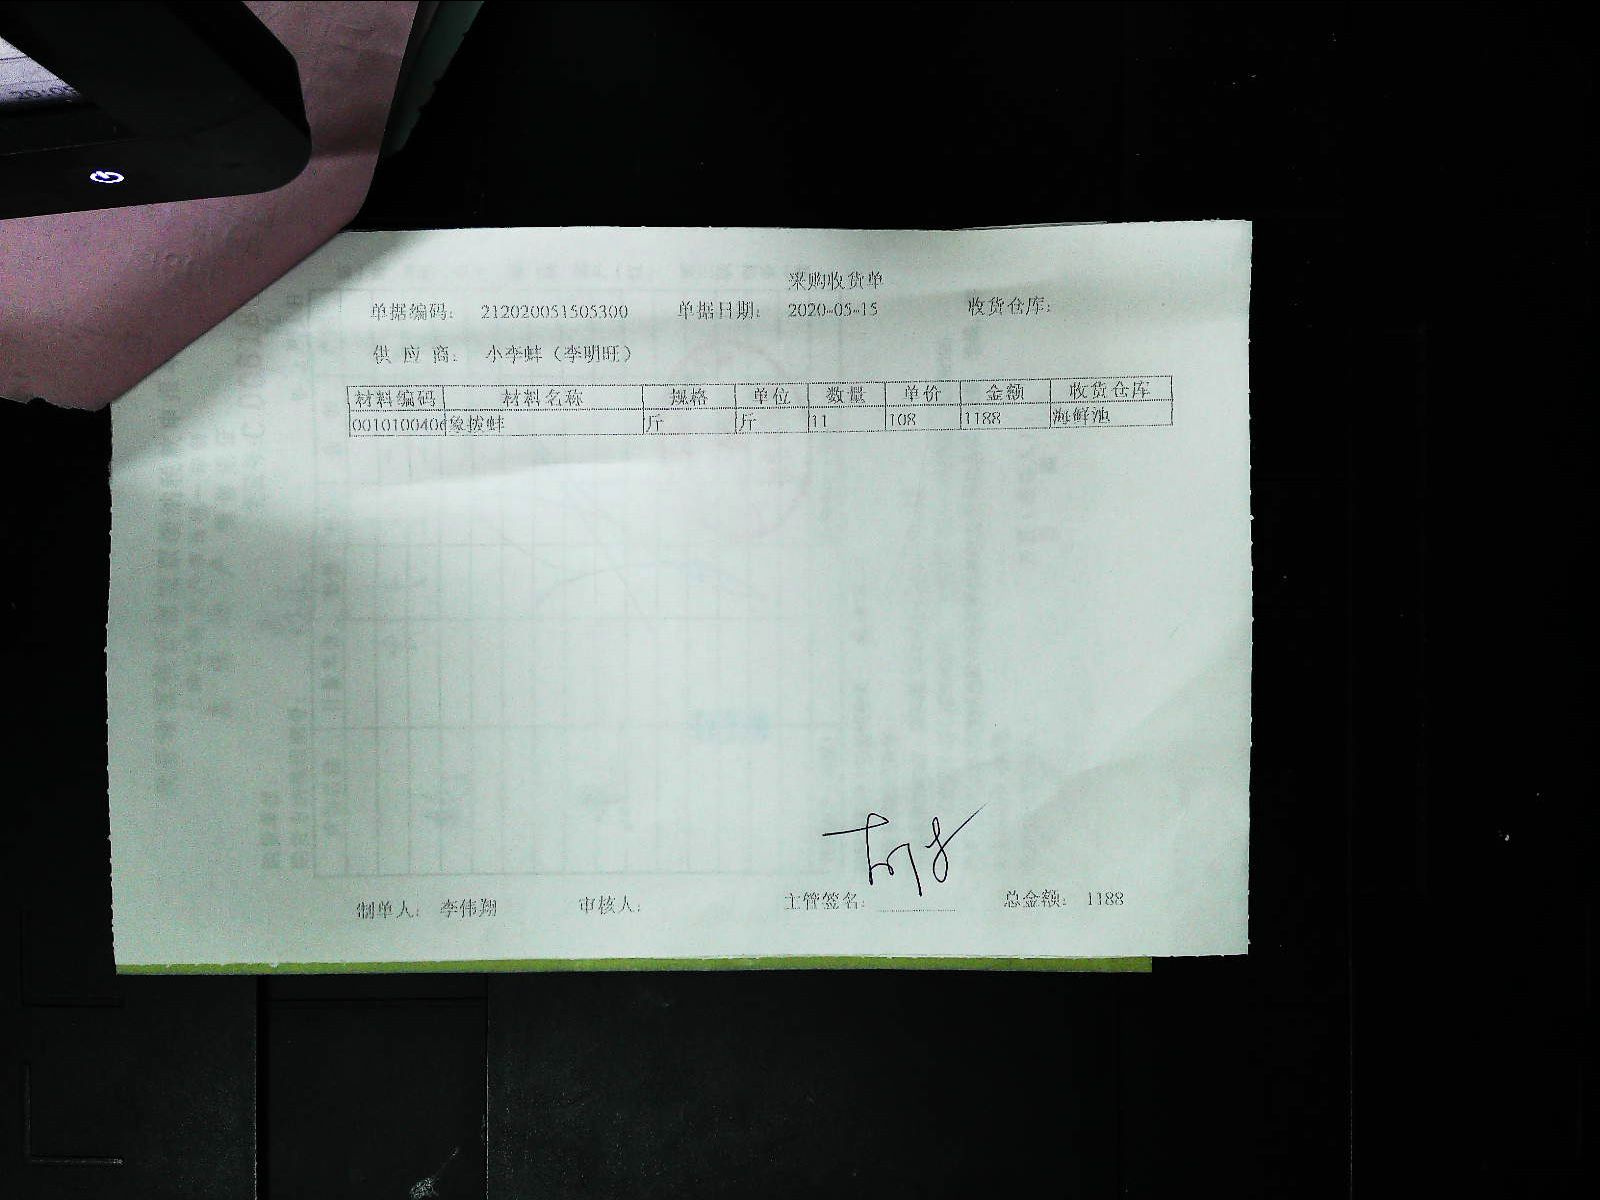 采购收货单
单据编码： 212020051505300 单据日期： 2020-05-15 收货仓库：
供 应 商： 小李蚌（李明旺）
材料编码 材料名称 规格 单位 数量 单价 金额 收货仓库
0010100406 象拔蚌 斤 斤 11 108 1188 海鲜池
制单人： 李伟翔 审核人： 主管签名： 总金额： 1188